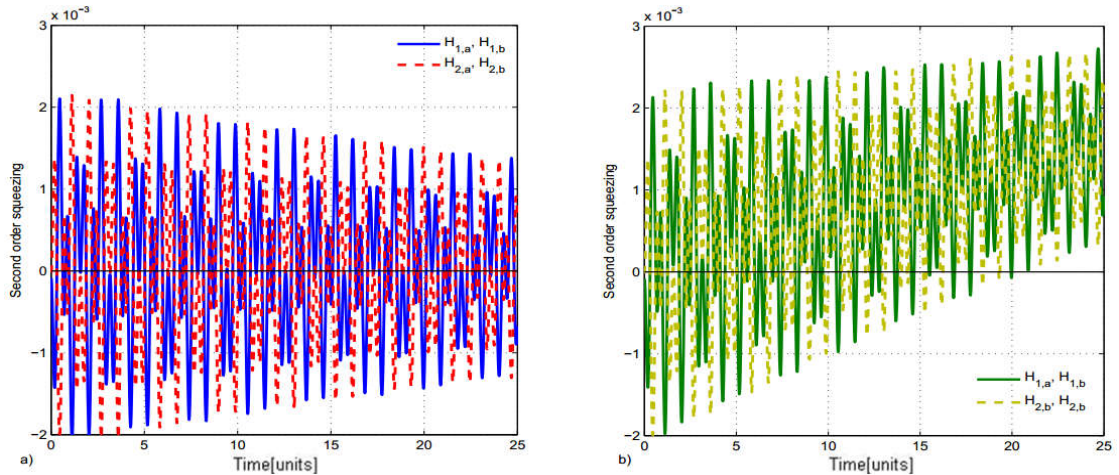 × 10⁻³
3
2
1
0
−1
−2
0
5
10
15
20
25
Second order squeezing
Time[units]
a)
H1,a, H1,b
H2,a, H2,b
× 10⁻³
3
2
1
0
−1
−2
0
5
10
15
20
25
Second order squeezing
Time[units]
b)
H1,a, H1,b
H2,b, H2,b